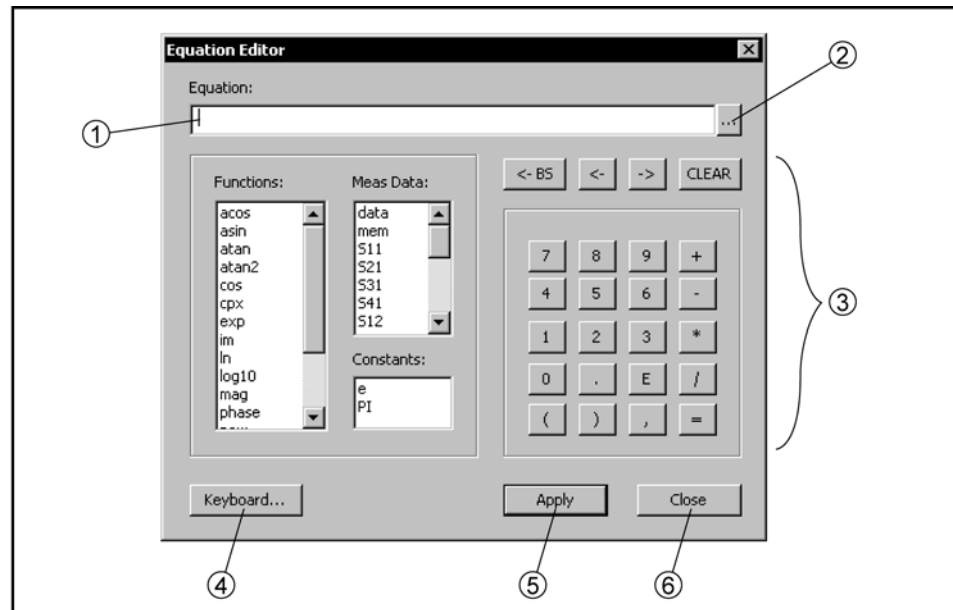 Equation Editor
②
Equation:
①
...
<- BS <- -> CLEAR
Functions: Meas Data:
acos
asin
atan
atan2
cos
cpx
exp
im
ln
log10
mag
phase
data
mem
S11
S21
S31
S41
S12
Constants:
e
PI
7 8 9 +
4 5 6 -
1 2 3 *
0 . E /
( ) , =
③
Keyboard... Apply Close
④ ⑤ ⑥